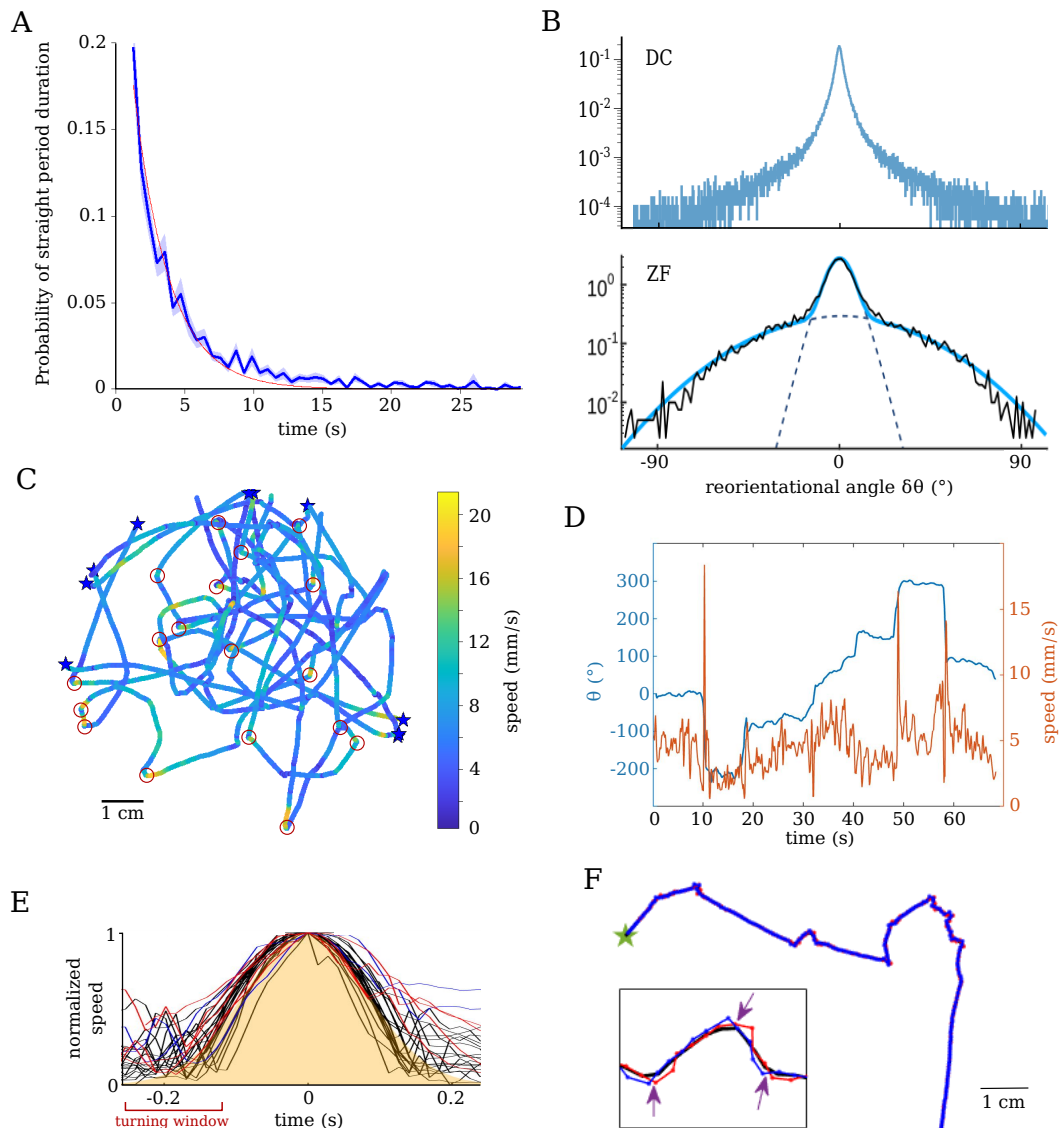 A
Probability of straight period duration
0.2
0.15
0.1
0.05
0
0 5 10 15 20 25
time (s)
B
DC
10⁻¹
10⁻²
10⁻³
10⁻⁴
ZF
10⁰
10⁻¹
10⁻²
-90 0 90
reorientational angle δθ (°)
C
20
16
12
8
4
0
speed (mm/s)
1 cm
D
θ (°)
300
200
100
0
-100
-200
15
10
5
0
speed (mm/s)
0 10 20 30 40 50 60
time (s)
E
normalized
speed
1
0
-0.2 0 0.2
turning window
time (s)
F
1 cm